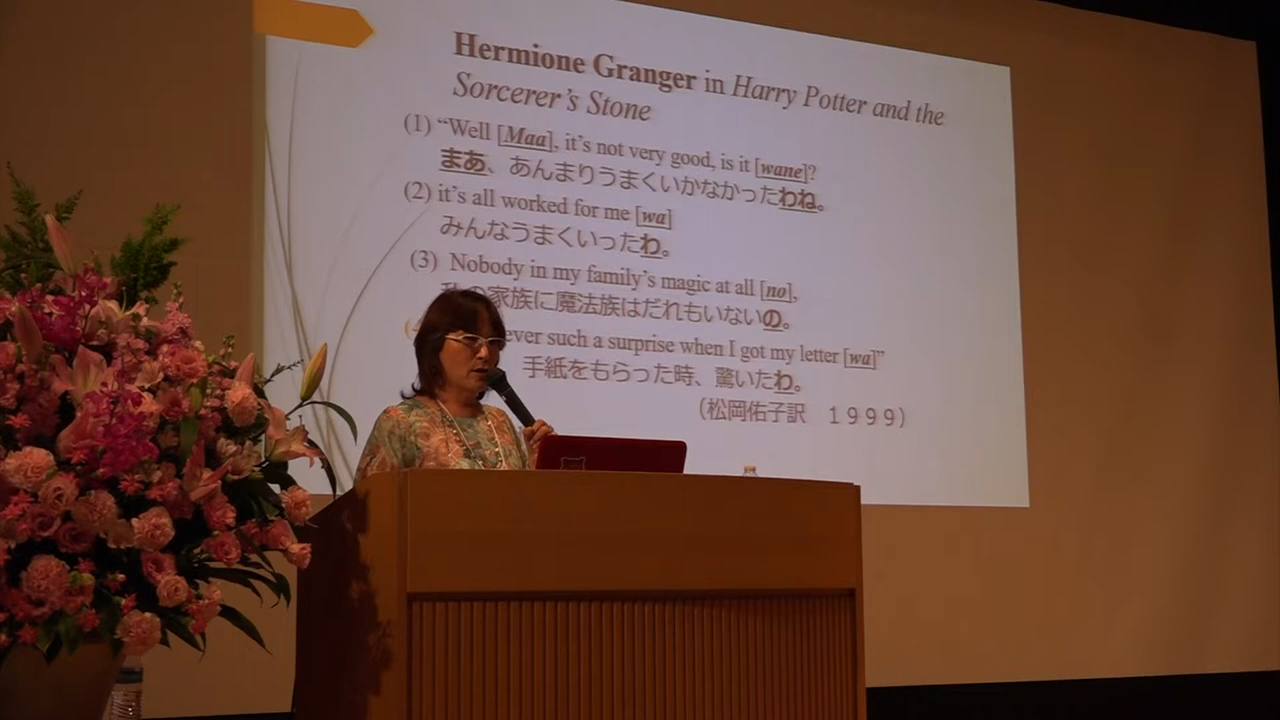 Hermione Granger in Harry Potter and the
Sorcerer's Stone
(1) “Well [Maa], it's not very good, is it [wane]?
まあ、あんまりうまくいかなかったわね。
(2) it's all worked for me [wa]
みんなうまくいったわ。
(3) Nobody in my family's magic at all [no],
の家族に魔法族はだれもいないの。
ever such a surprise when I got my letter [wa]”
手紙をもらった時、驚いたわ。
（松岡佑子訳　１９９９）